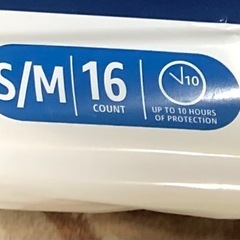 S/M 16 10
COUNT
UP TO 10 HOURS
OF PROTECTION